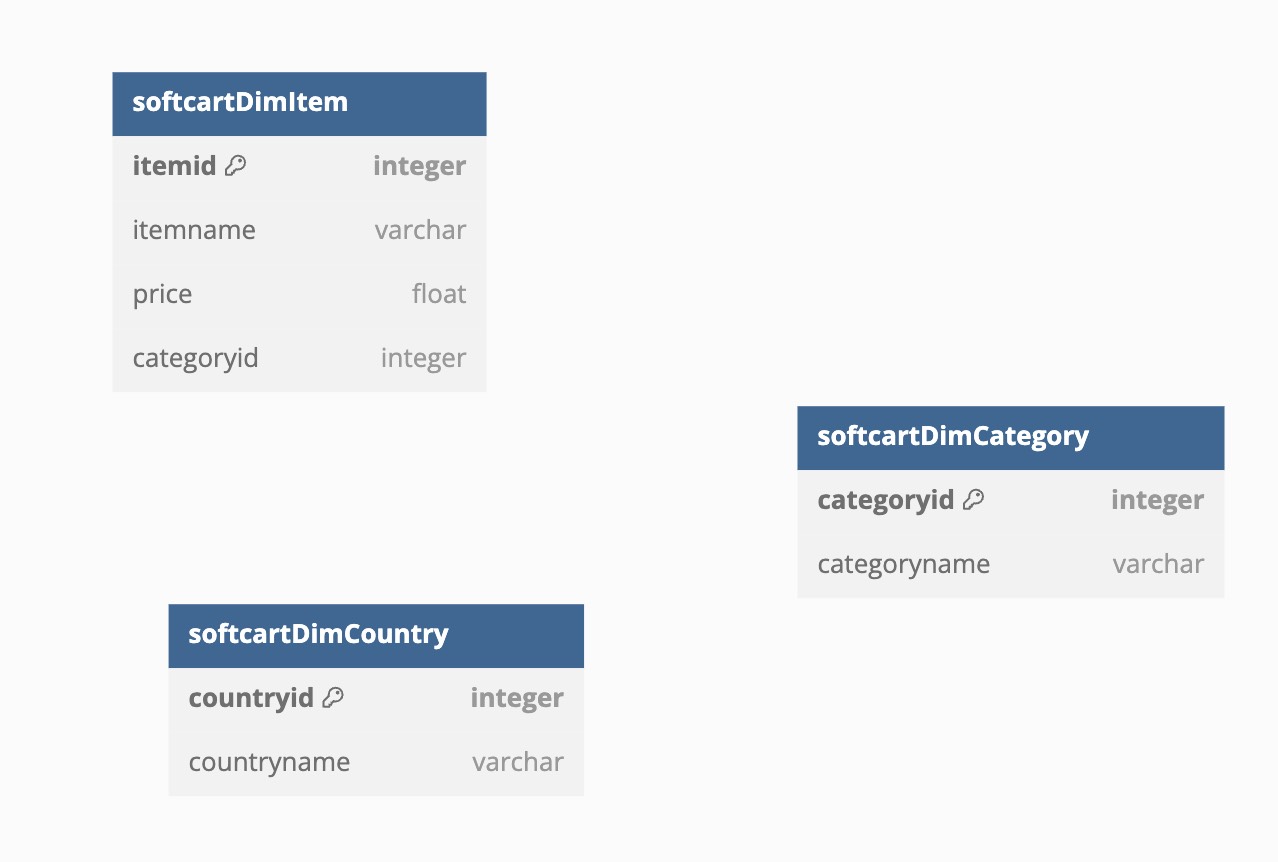 softcartDimItem
itemid integer
itemname varchar
price float
categoryid integer
softcartDimCategory
categoryid integer
categoryname varchar
softcartDimCountry
countryid integer
countryname varchar